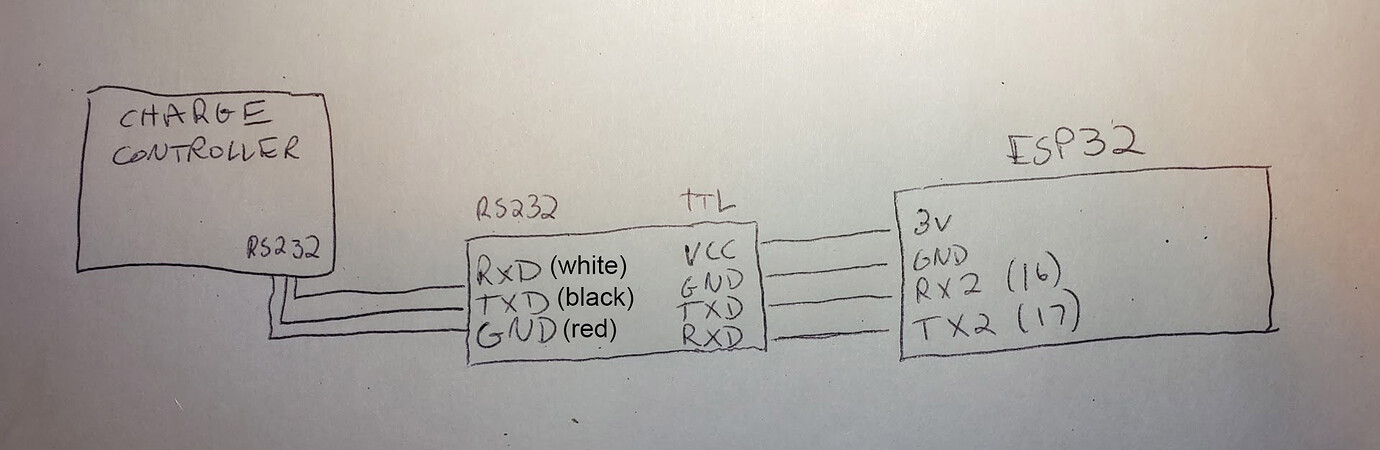 CHARGE
CONTROLLER
RS232
RS232
TTL
RXD (white)
TXD (black)
GND (red)
VCC
GND
TXD
RXD
ESP32
3V
GND
RX2 (16)
TX2 (17)